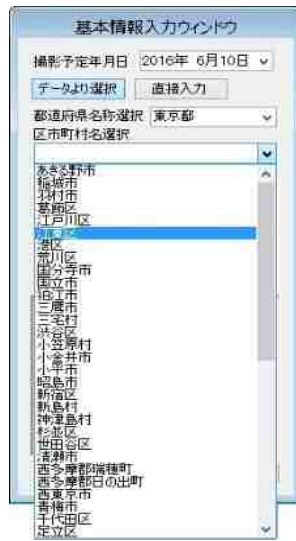 基本情報入力ウィンドウ
撮影予定年月日 2016年 6月10日
データより選択 直接入力
都道府県名称選択 東京都
区市町村名選択
あきる野市
稲城市
羽村市
葛飾区
江戸川区
江東区
港区
荒川区
国分寺市
国立市
狛江市
三鷹市
三宅村
渋谷区
小笠原村
小金井市
小平市
昭島市
新宿区
新島村
神津島村
杉並区
世田谷区
清瀬市
西多摩郡瑞穂町
西多摩郡日の出町
西東京市
青梅市
千代田区
足立区